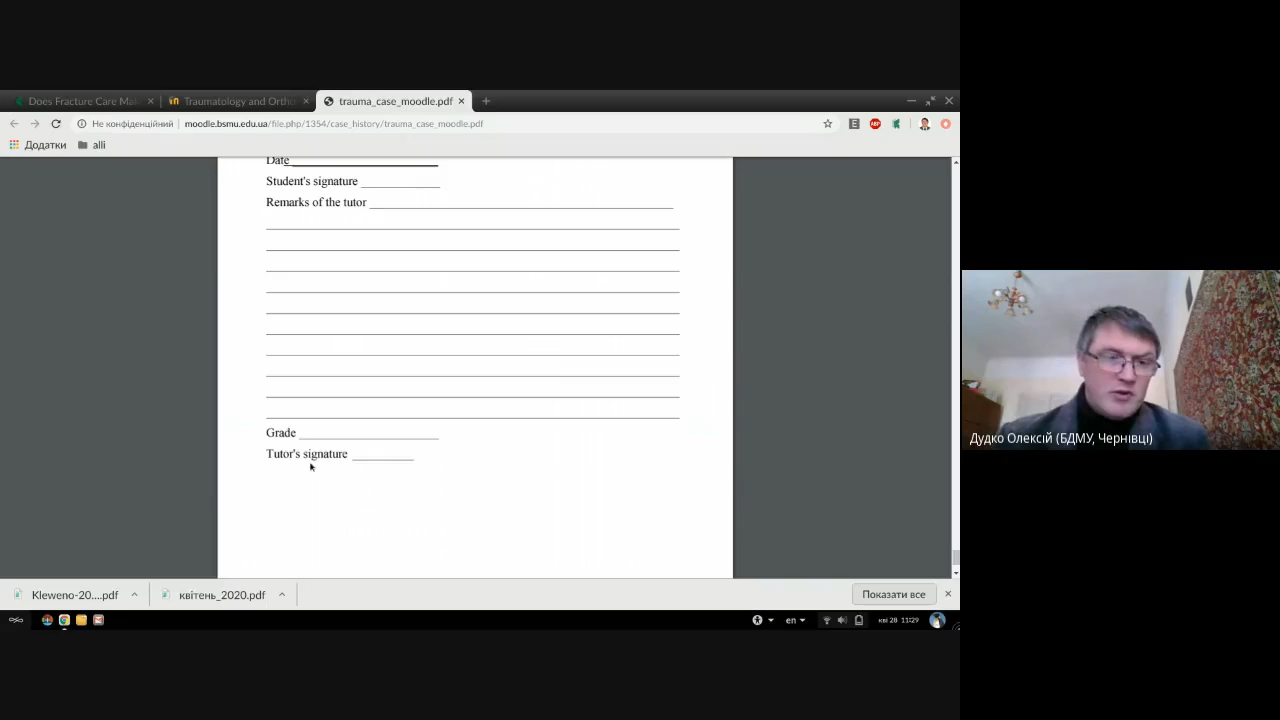 Does Fracture Care Mak
Traumatology and Ortho
trauma_case_moodle.pdf
Не конфіденційний
moodle.bsmu.edu.ua/file.php/1354/case_history/trauma_case_moodle.pdf
Додатки
alli
Date
Student's signature
Remarks of the tutor
Grade
Tutor's signature
Дудко Олексій (БДМУ, Чернівці)
Kleweno-20....pdf
квітень_2020.pdf
Показати все
en
кві 28 11:29